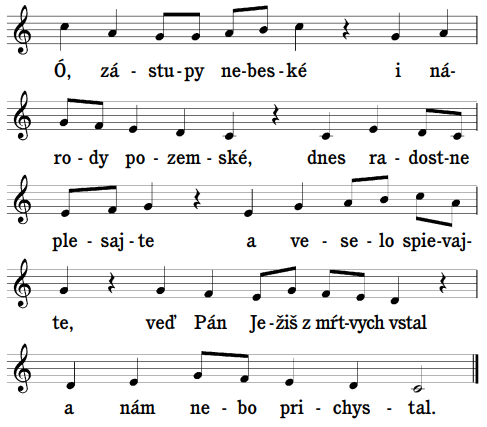 Ó, zá - stu - py ne - bes - ké i ná-
ro - dy po - zem - ské, dnes ra - dost - ne
ple - saj - te a ve - se - lo spie - vaj-
te, veď Pán Je - žiš z mŕt - vych vstal
a nám ne - bo pri - chys - tal.